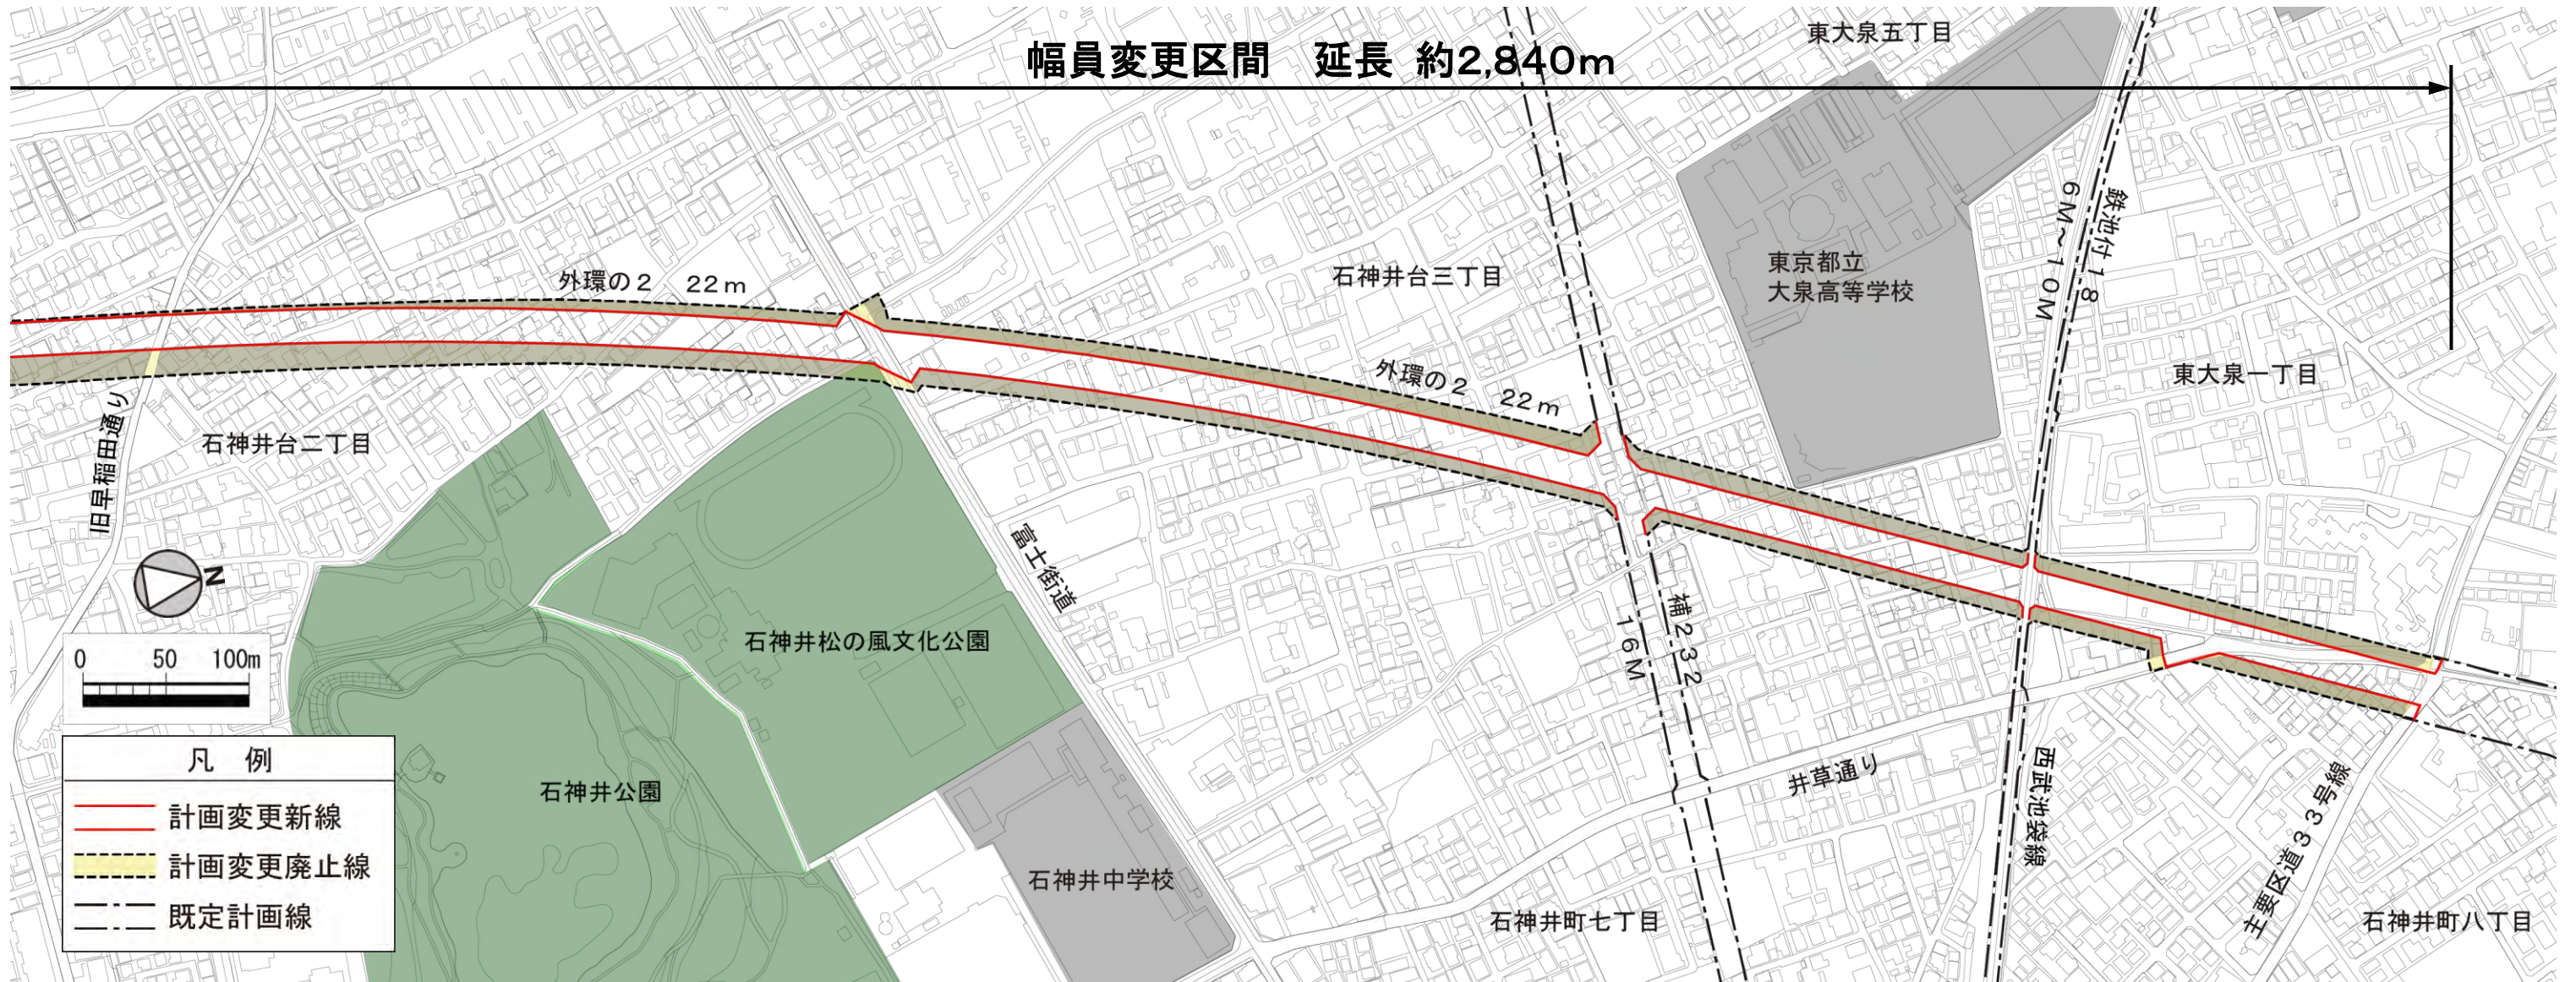 東大泉五丁目
幅員変更区間 延長 約2,840m
外環の2 22m
石神井台三丁目
東京都立
大泉高等学校
6M~10M
鉄池付18
外環の2 22m
東大泉一丁目
旧早稲田通り
石神井台二丁目
富士街道
N
0 50 100m
石神井松の風文化公園
補232
16M
凡 例
計画変更新線
計画変更廃止線
既定計画線
石神井公園
井草通り
西武池袋線
主要区道33号線
石神井中学校
石神井町七丁目
石神井町八丁目